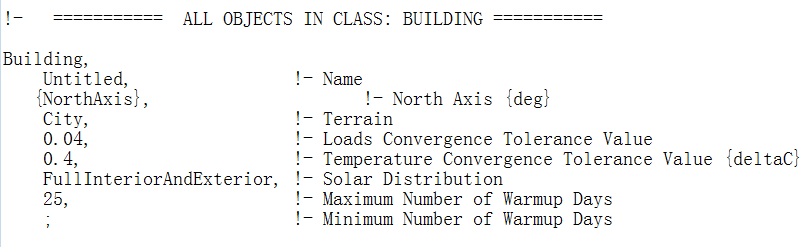 !-   ===========  ALL OBJECTS IN CLASS: BUILDING ===========

Building,
    Untitled,                !- Name
    {NorthAxis},                      !- North Axis {deg}
    City,                    !- Terrain
    0.04,                    !- Loads Convergence Tolerance Value
    0.4,                     !- Temperature Convergence Tolerance Value {deltaC}
    FullInteriorAndExterior, !- Solar Distribution
    25,                      !- Maximum Number of Warmup Days
    ;                        !- Minimum Number of Warmup Days